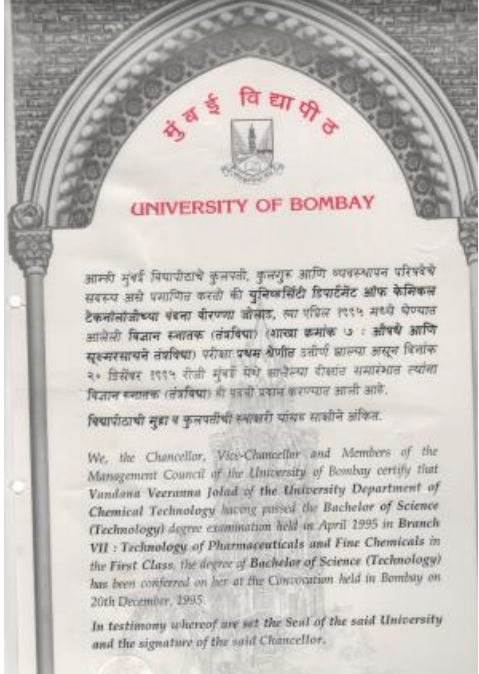 मुंबई विद्यापीठ
UNIVERSITY OF BOMBAY
आम्ही मुंबई विद्यापीठाचे कुलपती, कुलगुरू आणि व्यवस्थापन परिषदेचे
सदस्य असे प्रमाणित करतो की युनिव्हर्सिटी डिपार्टमेंट ऑफ केमिकल
टेक्नॉलॉजीच्या वंदना वीरण्णा जोलाड, ह्या एप्रिल १९९५ मध्ये घेण्यात
आलेली विज्ञान स्नातक (तंत्रविद्या) (शाखा क्रमांक ७ : औषधे आणि
सूक्ष्मरसायने तंत्रविद्या) परीक्षा प्रथम श्रेणीत उत्तीर्ण झाल्या असून दिनांक
२० डिसेंबर १९९५ रोजी मुंबई येथे झालेल्या दीक्षांत समारंभात त्यांना
विज्ञान स्नातक (तंत्रविद्या) ही पदवी प्रदान करण्यात आली आहे.
विद्यापीठाची मुद्रा व कुलपतींची स्वाक्षरी यांसह साक्षीने अंकित.
We, the Chancellor, Vice-Chancellor and Members of the
Management Council of the University of Bombay certify that
Vandana Veeranna Jolad of the University Department of
Chemical Technology having passed the Bachelor of Science
(Technology) degree examination held in April 1995 in Branch
VII : Technology of Pharmaceuticals and Fine Chemicals in
the First Class, the degree of Bachelor of Science (Technology)
has been conferred on her at the Convocation held in Bombay on
20th December, 1995.
In testimony whereof are set the Seal of the said University
and the signature of the said Chancellor.